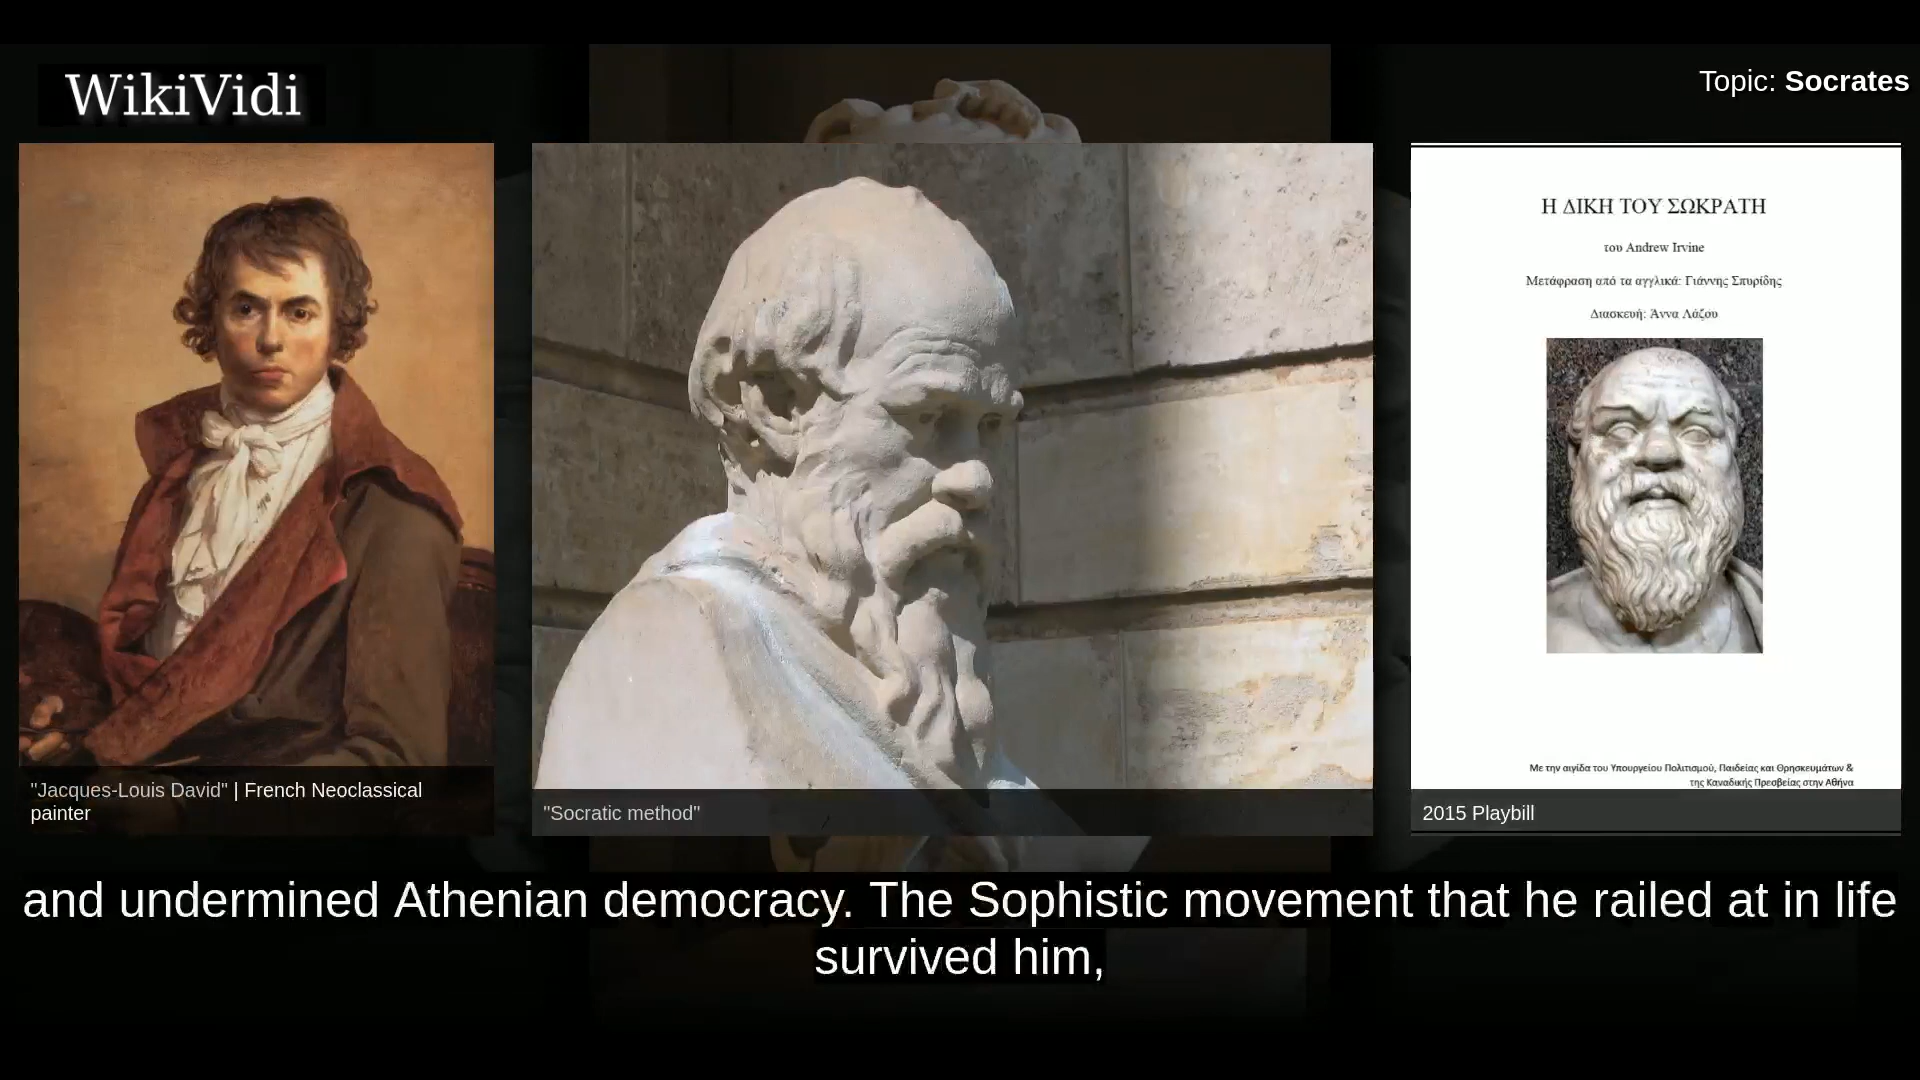 WikiVidi
Topic: Socrates
Η ΔΙΚΗ ΤΟΥ ΣΩΚΡΑΤΗ
του Andrew Irvine
Μετάφραση από τα αγγλικά: Γιάννης Σπυρίδης
Διασκευή: Άννα Λάζου
Με την αιγίδα του Υπουργείου Πολιτισμού, Παιδείας και Θρησκευμάτων &
της Καναδικής Πρεσβείας στην Αθήνα
"Jacques-Louis David" | French Neoclassical
painter
"Socratic method"
2015 Playbill
and undermined Athenian democracy. The Sophistic movement that he railed at in life
survived him,